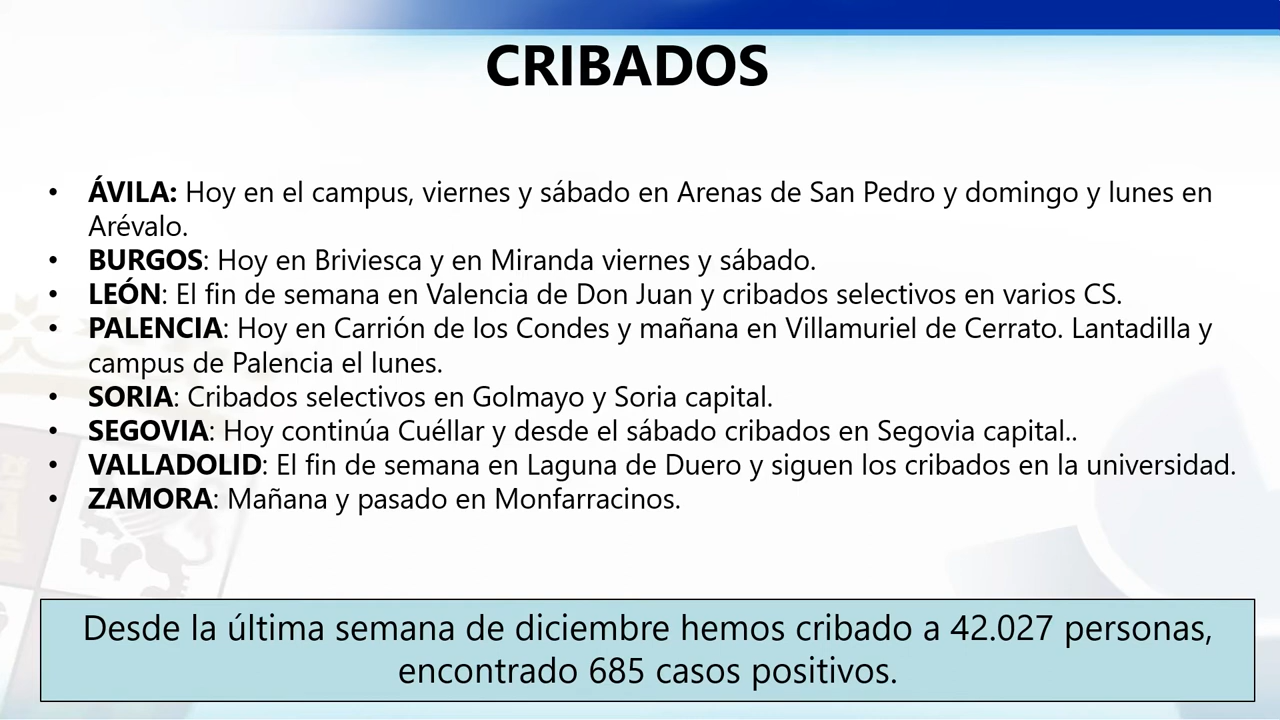 CRIBADOS
• ÁVILA: Hoy en el campus, viernes y sábado en Arenas de San Pedro y domingo y lunes en
Arévalo.
• BURGOS: Hoy en Briviesca y en Miranda viernes y sábado.
• LEÓN: El fin de semana en Valencia de Don Juan y cribados selectivos en varios CS.
• PALENCIA: Hoy en Carrión de los Condes y mañana en Villamuriel de Cerrato. Lantadilla y
campus de Palencia el lunes.
• SORIA: Cribados selectivos en Golmayo y Soria capital.
• SEGOVIA: Hoy continúa Cuéllar y desde el sábado cribados en Segovia capital..
• VALLADOLID: El fin de semana en Laguna de Duero y siguen los cribados en la universidad.
• ZAMORA: Mañana y pasado en Monfarracinos.
Desde la última semana de diciembre hemos cribado a 42.027 personas,
encontrado 685 casos positivos.